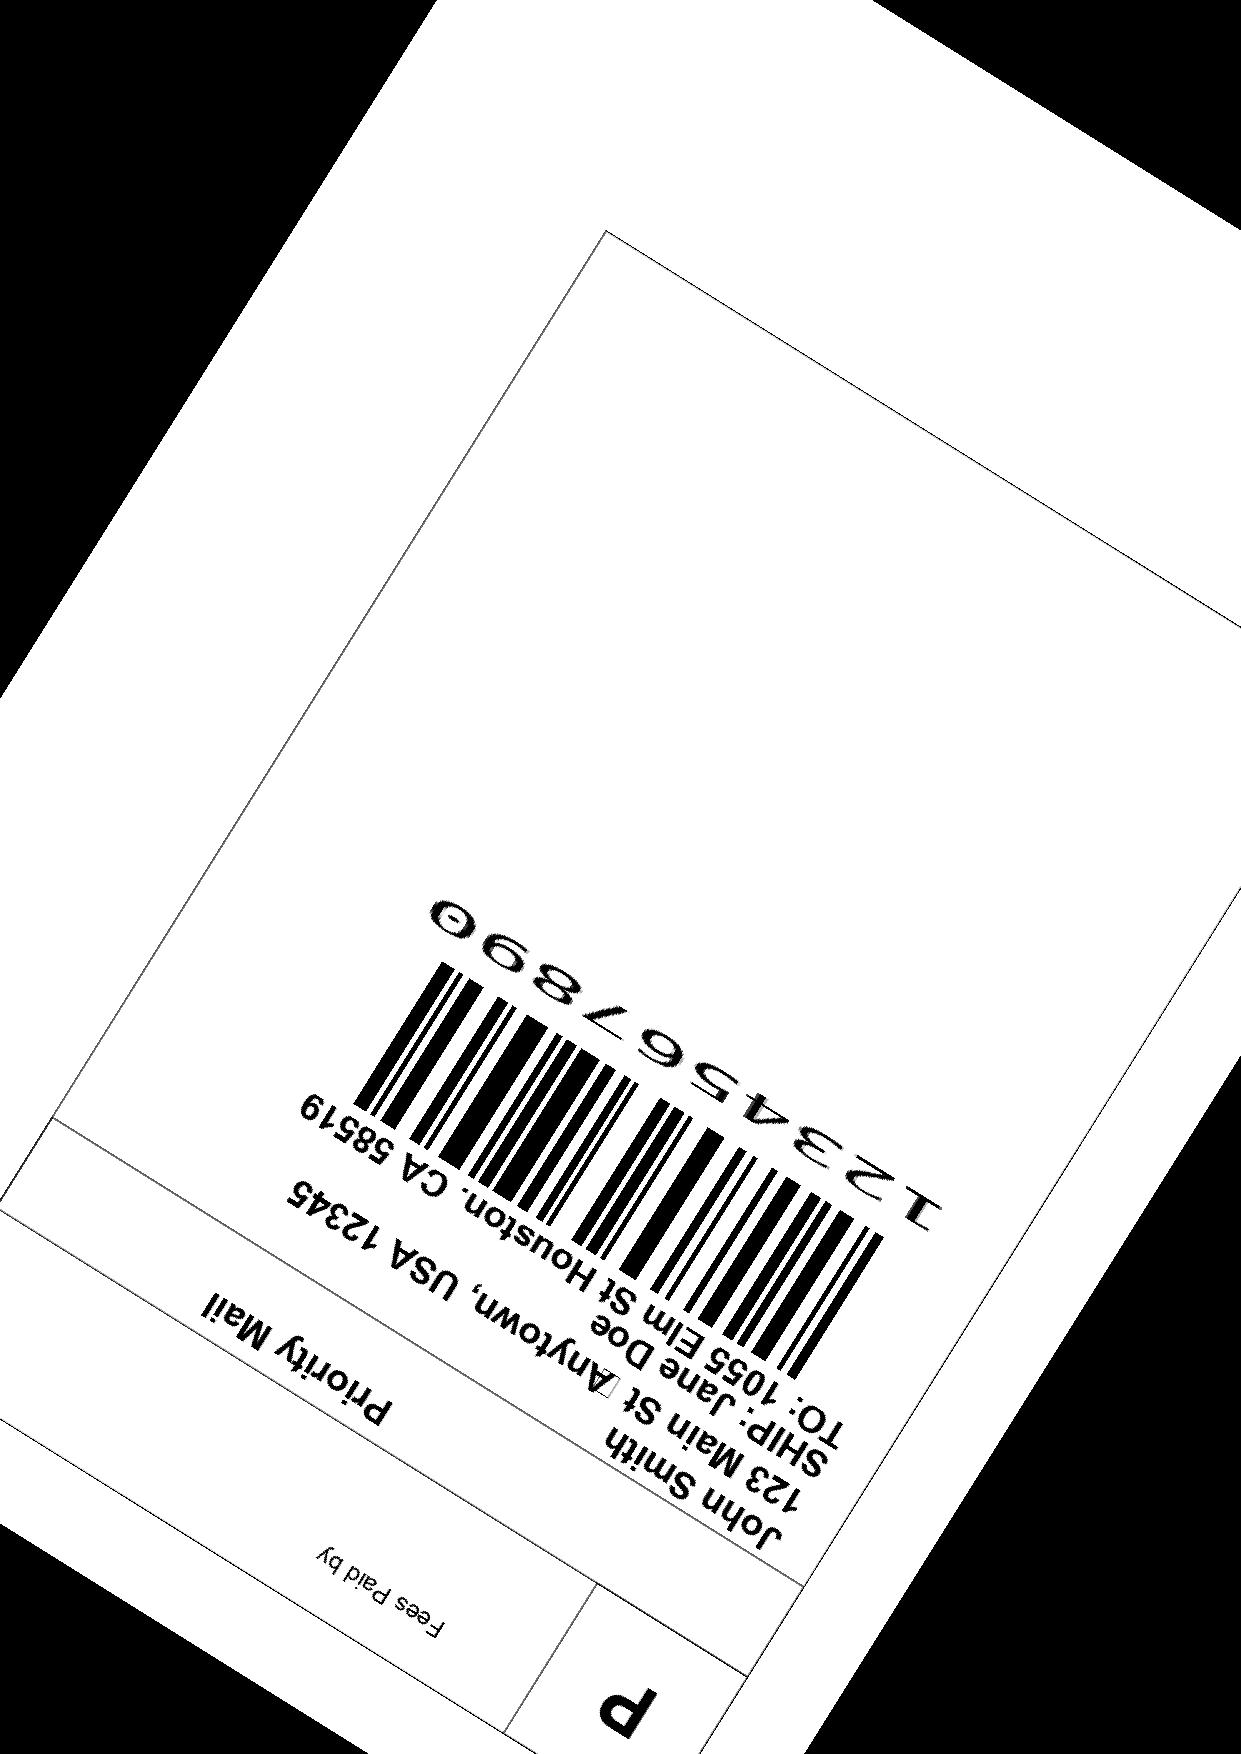 P
Fees Paid by
Priority Mail
John Smith
123 Main St □Anytown, USA 12345
SHIP: Jane Doe
TO: 1055 Elm St Houston. CA 58519
1234567890